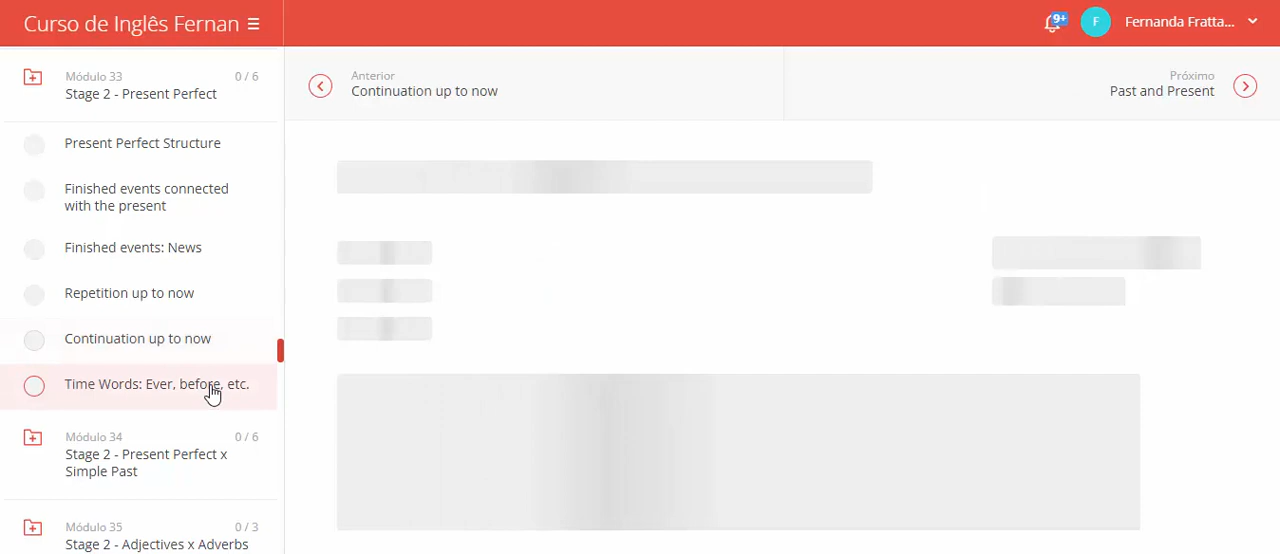 Curso de Inglês Fernan
9+
F
Fernanda Fratta...
Módulo 33
0 / 6
Stage 2 - Present Perfect
Present Perfect Structure
Finished events connected
with the present
Finished events: News
Repetition up to now
Continuation up to now
Time Words: Ever, before, etc.
Módulo 34
0 / 6
Stage 2 - Present Perfect x
Simple Past
Módulo 35
0 / 3
Stage 2 - Adjectives x Adverbs
Anterior
Continuation up to now
Próximo
Past and Present